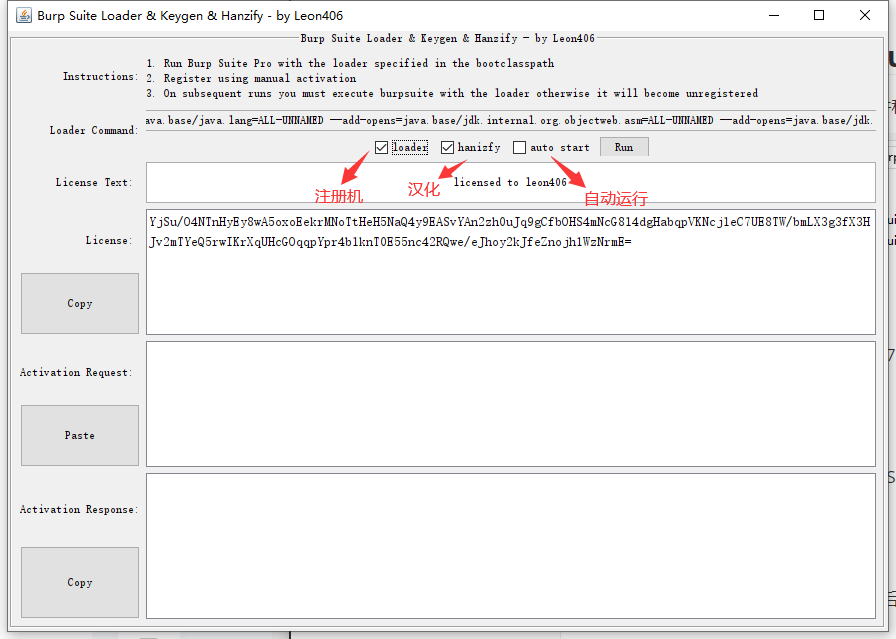 Burp Suite Loader & Keygen & Hanzify - by Leon406
Burp Suite Loader & Keygen & Hanzify - by Leon406
Instructions:
1. Run Burp Suite Pro with the loader specified in the bootclasspath
2. Register using manual activation
3. On subsequent runs you must execute burpsuite with the loader otherwise it will become unregistered
Loader Command:
ava.base/java.lang=ALL-UNNAMED --add-opens=java.base/jdk.internal.org.objectweb.asm=ALL-UNNAMED --add-opens=java.base/jdk.
loader
hanizfy
auto start
Run
注册机
汉化
自动运行
License Text:
licensed to leon406
License:
YjSu/O4NTnHyEy8wA5oxoEekrMNoTtHeH5NaQ4y9EASvYAn2zh0uJq9gCfbOHS4mNcG8l4dgHabqpVKNcjleC7UE8TW/bmLX3g3fX3H
Jv2mTYeQ5rwIKrXqUHcGOqqpYpr4blknT0E55nc42RQwe/eJhoy2kJfeZnojhlWzNrmE=
Copy
Activation Request:
Paste
Activation Response:
Copy